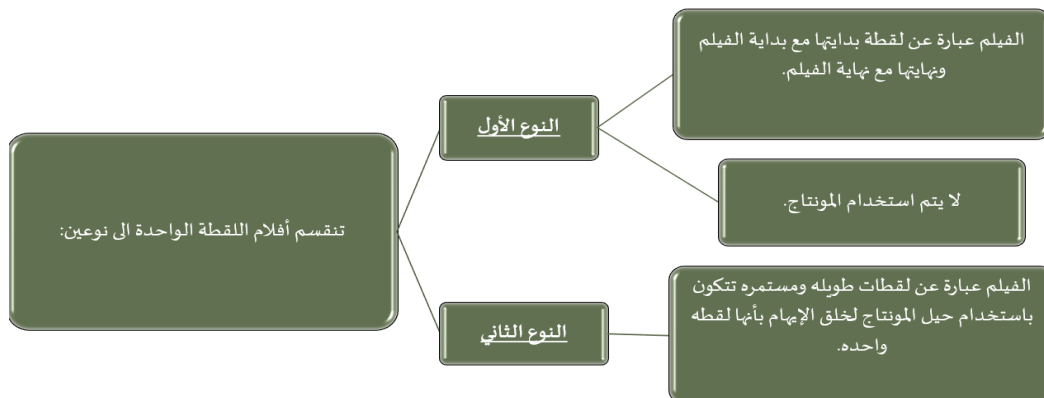 تنقسم أفلام اللقطة الواحدة الى نوعين:
النوع الأول
الفيلم عبارة عن لقطة بدايتها مع بداية الفيلم
ونهايتها مع نهاية الفيلم.
لا يتم استخدام المونتاج.
النوع الثاني
الفيلم عبارة عن لقطات طويله ومستمره تتكون
باستخدام حيل المونتاج لخلق الإيهام بأنها لقطه
واحده.